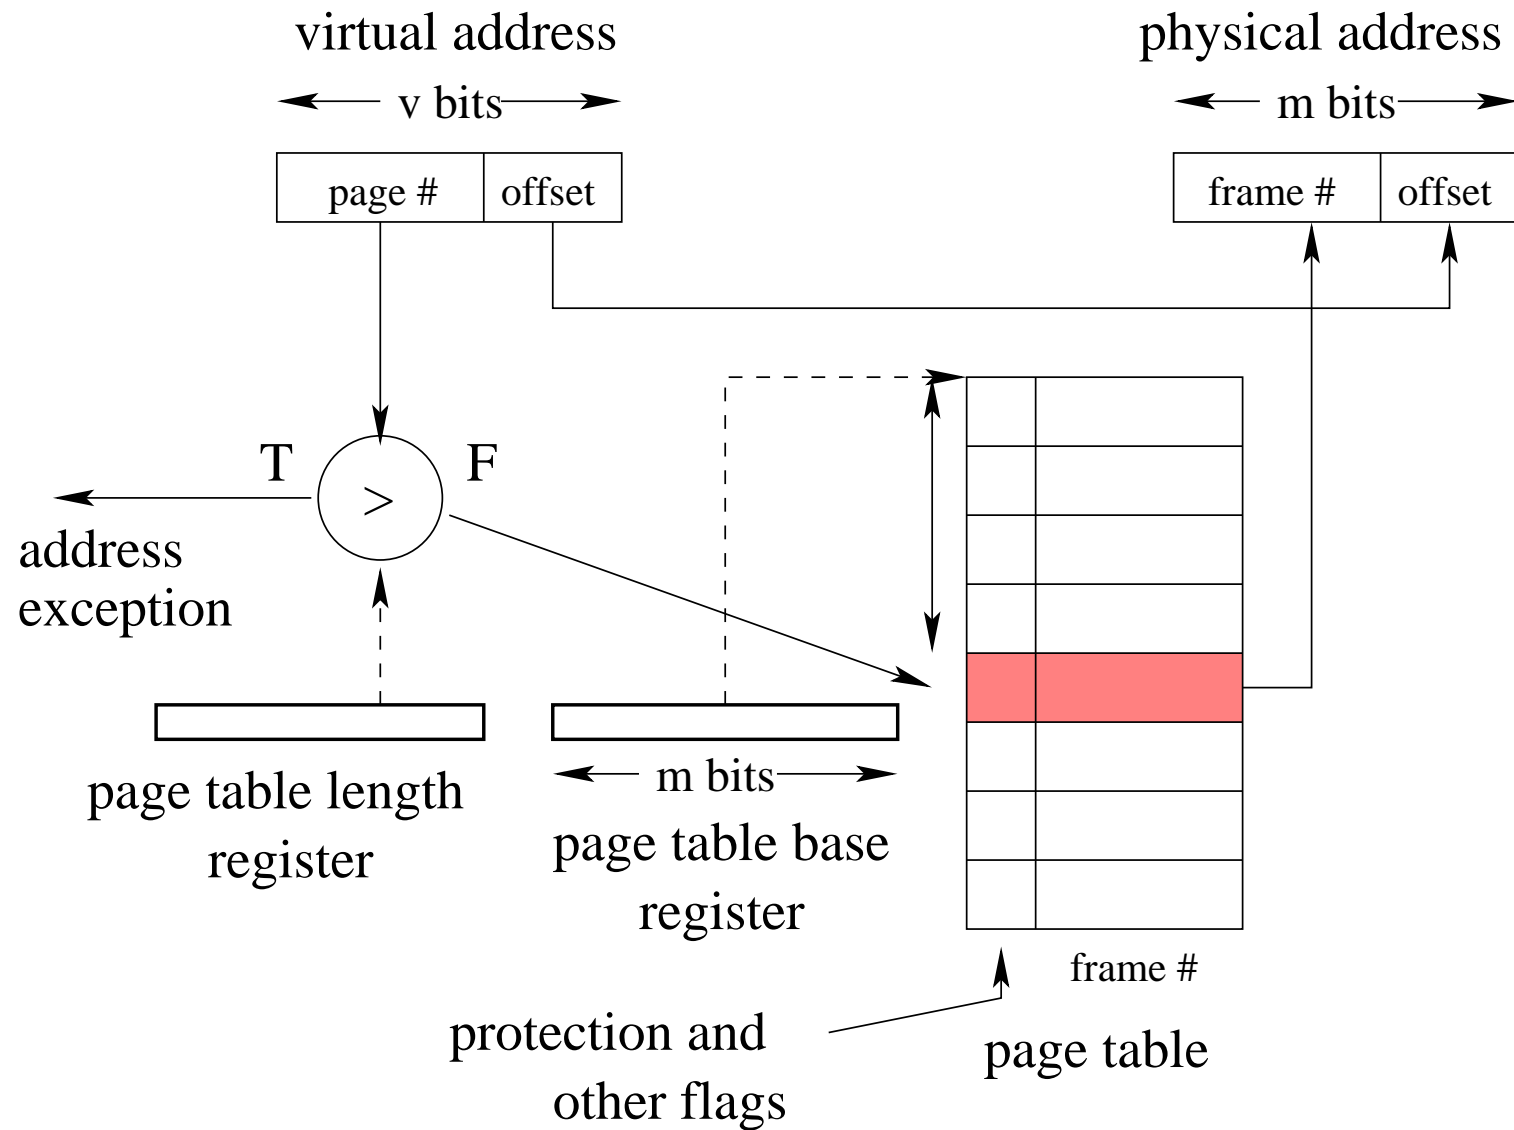 virtual address
physical address
v bits
m bits
page #
offset
frame #
offset
T
F
>
address
exception
m bits
page table length
register
page table base
register
frame #
protection and
other flags
page table